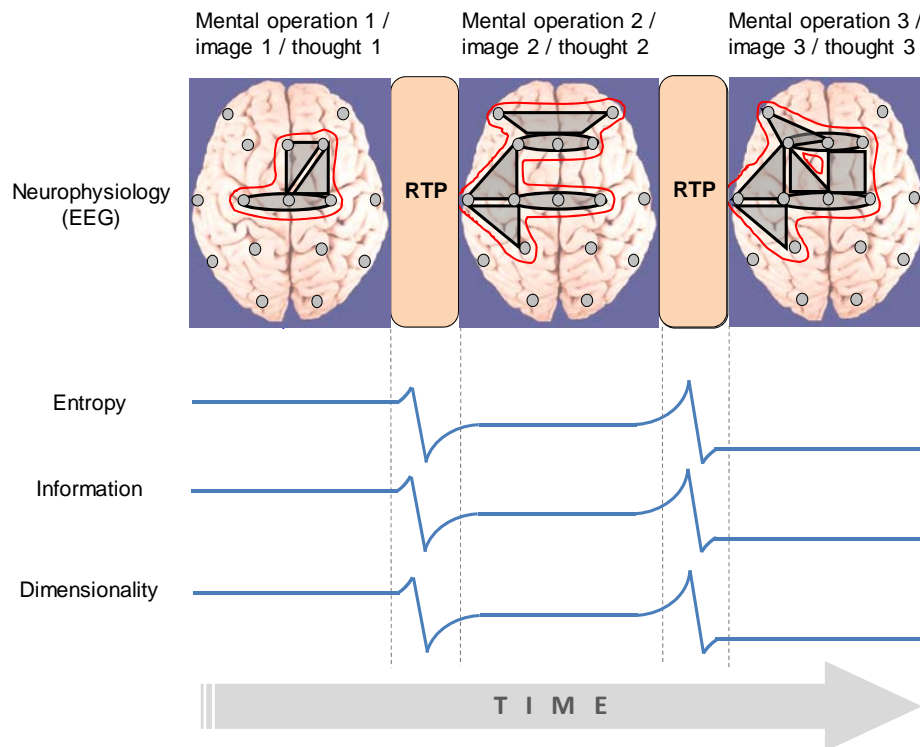 Mental operation 1 /
image 1 / thought 1
Mental operation 2 /
image 2 / thought 2
Mental operation 3 /
image 3 / thought 3
Neurophysiology
(EEG)
RTP
RTP
Entropy
Information
Dimensionality
T I M E